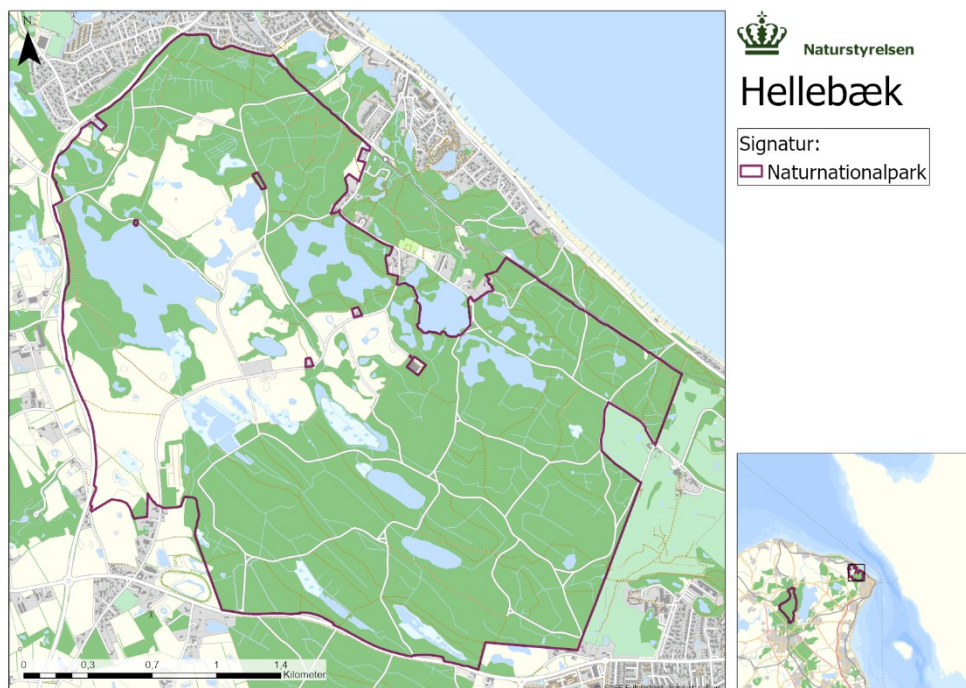 N
Naturstyrelsen
Hellebæk
Signatur:
Naturnationalpark
0 0,3 0,7 1 1,4
Kilometer